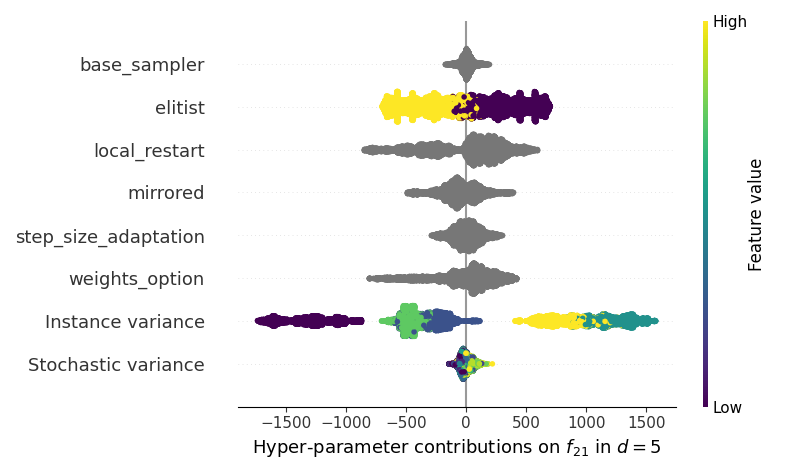 High
base_sampler
elitist
local_restart
mirrored
step_size_adaptation
weights_option
Instance variance
Stochastic variance
Feature value
Low
−1500 −1000 −500 0 500 1000 1500
Hyper-parameter contributions on f₂₁ in d = 5